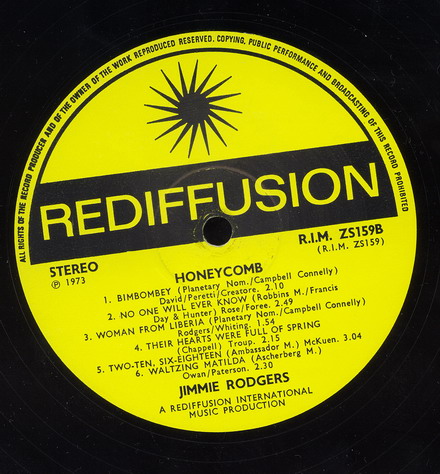 ALL RIGHTS OF THE RECORD PRODUCER AND OF THE OWNER OF THE WORK REPRODUCED RESERVED, COPYING, PUBLIC PERFORMANCE AND BROADCASTING OF THIS RECORD PROHIBITED
REDIFFUSION
STEREO
℗ 1973
R.I.M. ZS159B
(R.I.M. ZS159)
HONEYCOMB
1. BIMBOMBEY (Planetary Nom./Campbell Connelly)
David/Peretti/Creatore. 2.10
2. NO ONE WILL EVER KNOW (Robbins M./Francis
Day & Hunter) Rose/Foree. 2.49
3. WOMAN FROM LIBERIA (Planetary Nom./Campbell Connelly)
Rodgers/Whiting. 1.54
4. THEIR HEARTS WERE FULL OF SPRING
(Chappell) Troup. 2.15
5. TWO-TEN, SIX-EIGHTEEN (Ambassador M.) McKuen. 3.04
6. WALTZING MATILDA (Ascherberg M.)
Owan/Paterson. 2.30
JIMMIE RODGERS
A REDIFFUSION INTERNATIONAL
MUSIC PRODUCTION